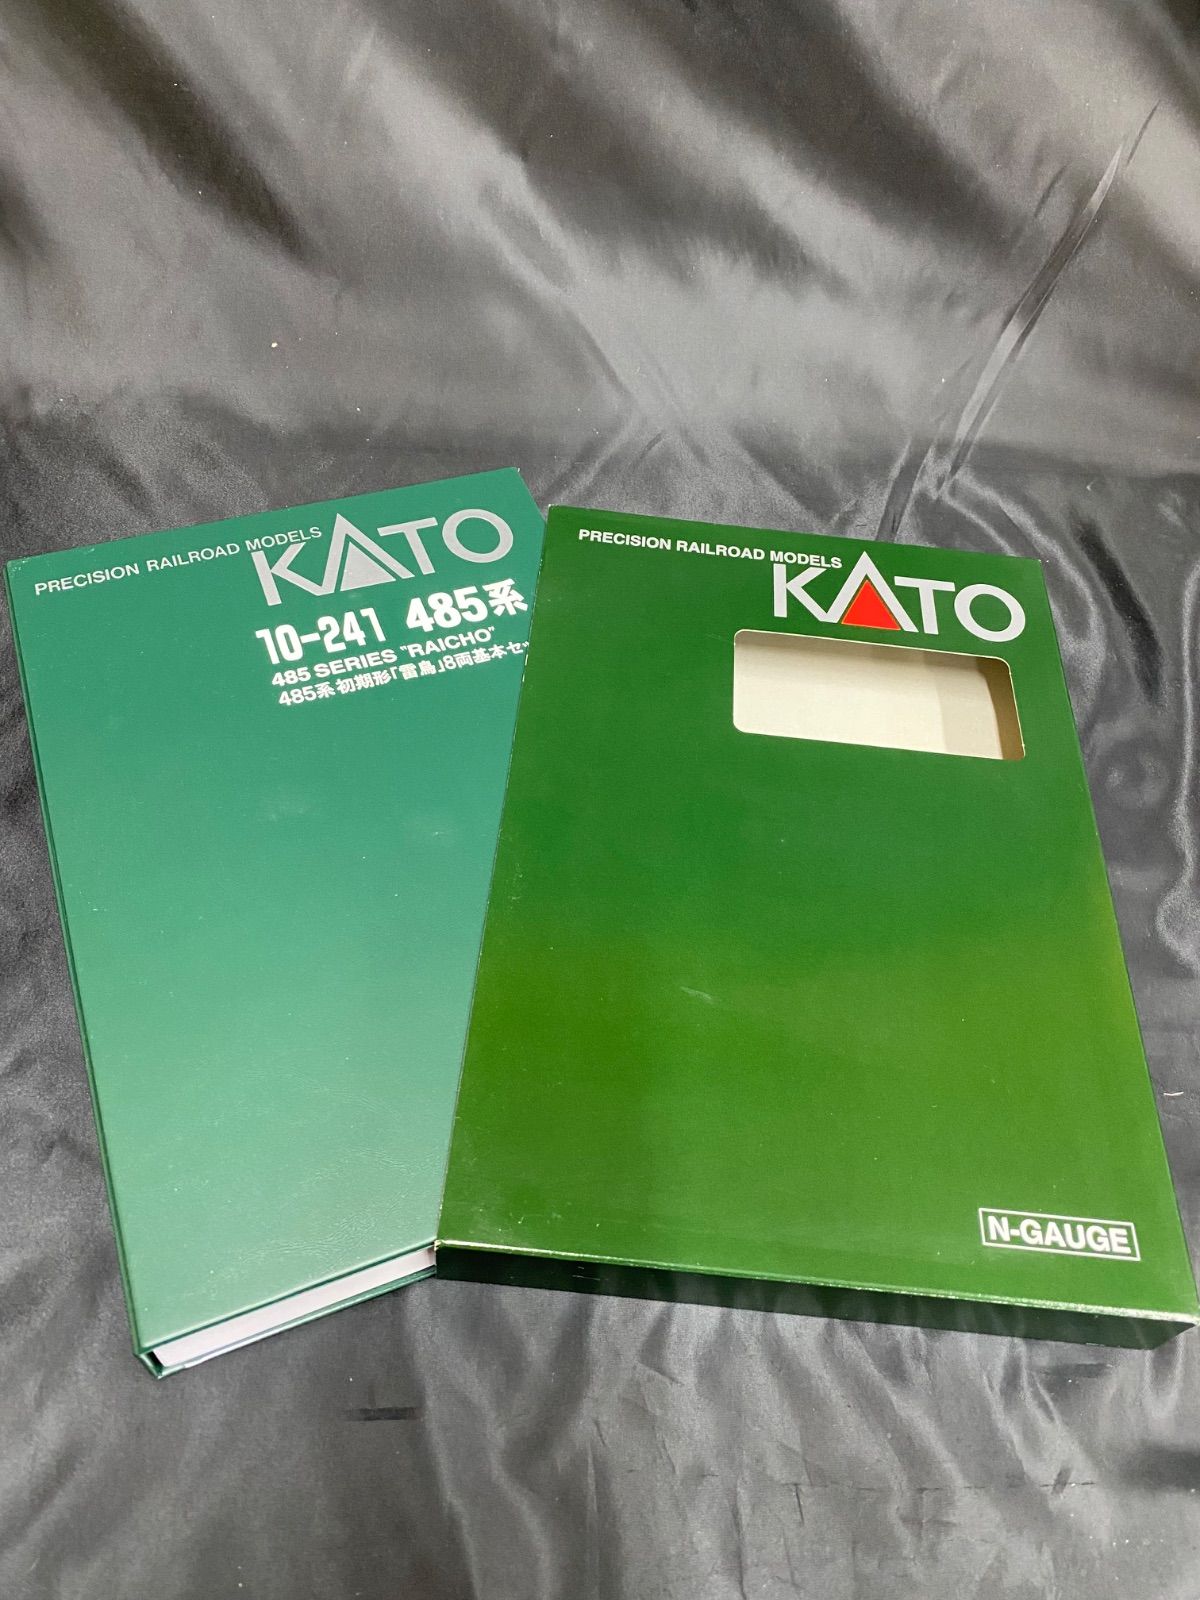 PRECISION RAILROAD MODELS
KATO
10-241 485系
485 SERIES "RAICHO"
485系 初期形「雷鳥」8両基本セッ
PRECISION RAILROAD MODELS
KATO
N-GAUGE